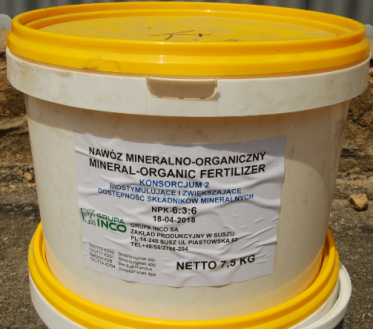 NAWÓZ MINERALNO-ORGANICZNY
MINERAL-ORGANIC FERTILIZER
KONSORCJUM 2
BIOSTYMULUJĄCE I ZWIĘKSZAJĄCE
DOSTĘPNOŚĆ SKŁADNIKÓW MINERALNYCH
NPK-6:3:6
18-04-2018
GRUPA
INCO
GRUPA INCO SA
ZAKŁAD PRODUKCYJNY W SUSZU
PL 14-240 SUSZ UL. PIASTOWSKA
NETTO 7,5 KG